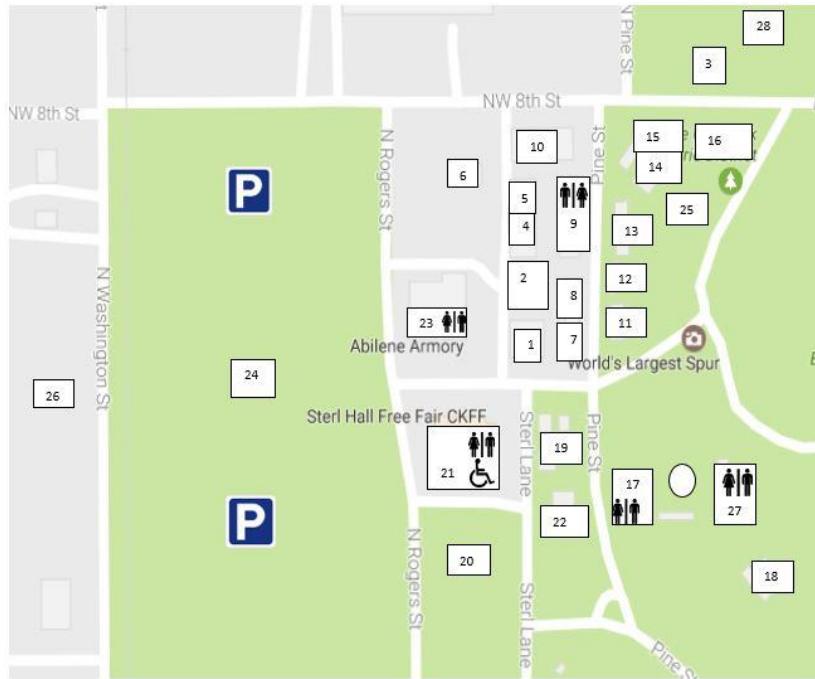 28
N Pine St
3
NW 8th St
NW 8th St
N Rogers St
Pine St
15
16
10
14
6
5
25
9
4
13
2
12
8
N Washington St
23
11
1
7
Abilene Armory
World's Largest Spur
24
26
Sterl Hall Free Fair CKFF
Sterl Lane
Pine St
19
21
17
27
22
P
P
N Rogers St
20
Sterl Lane
18
Pine St